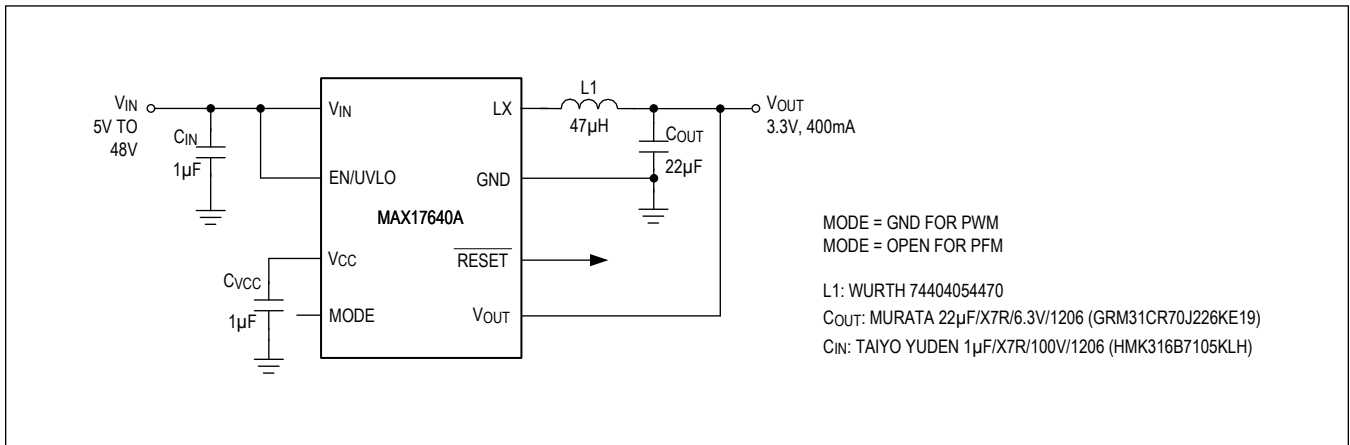 VIN
5V TO
48V
CIN
1µF
VIN
EN/UVLO
MAX17640A
VCC
CVCC
1µF
MODE
LX
GND
RESET
VOUT
L1
47µH
COUT
22µF
VOUT
3.3V, 400mA
MODE = GND FOR PWM
MODE = OPEN FOR PFM
L1: WURTH 74404054470
COUT: MURATA 22µF/X7R/6.3V/1206 (GRM31CR70J226KE19)
CIN: TAIYO YUDEN 1µF/X7R/100V/1206 (HMK316B7105KLH)